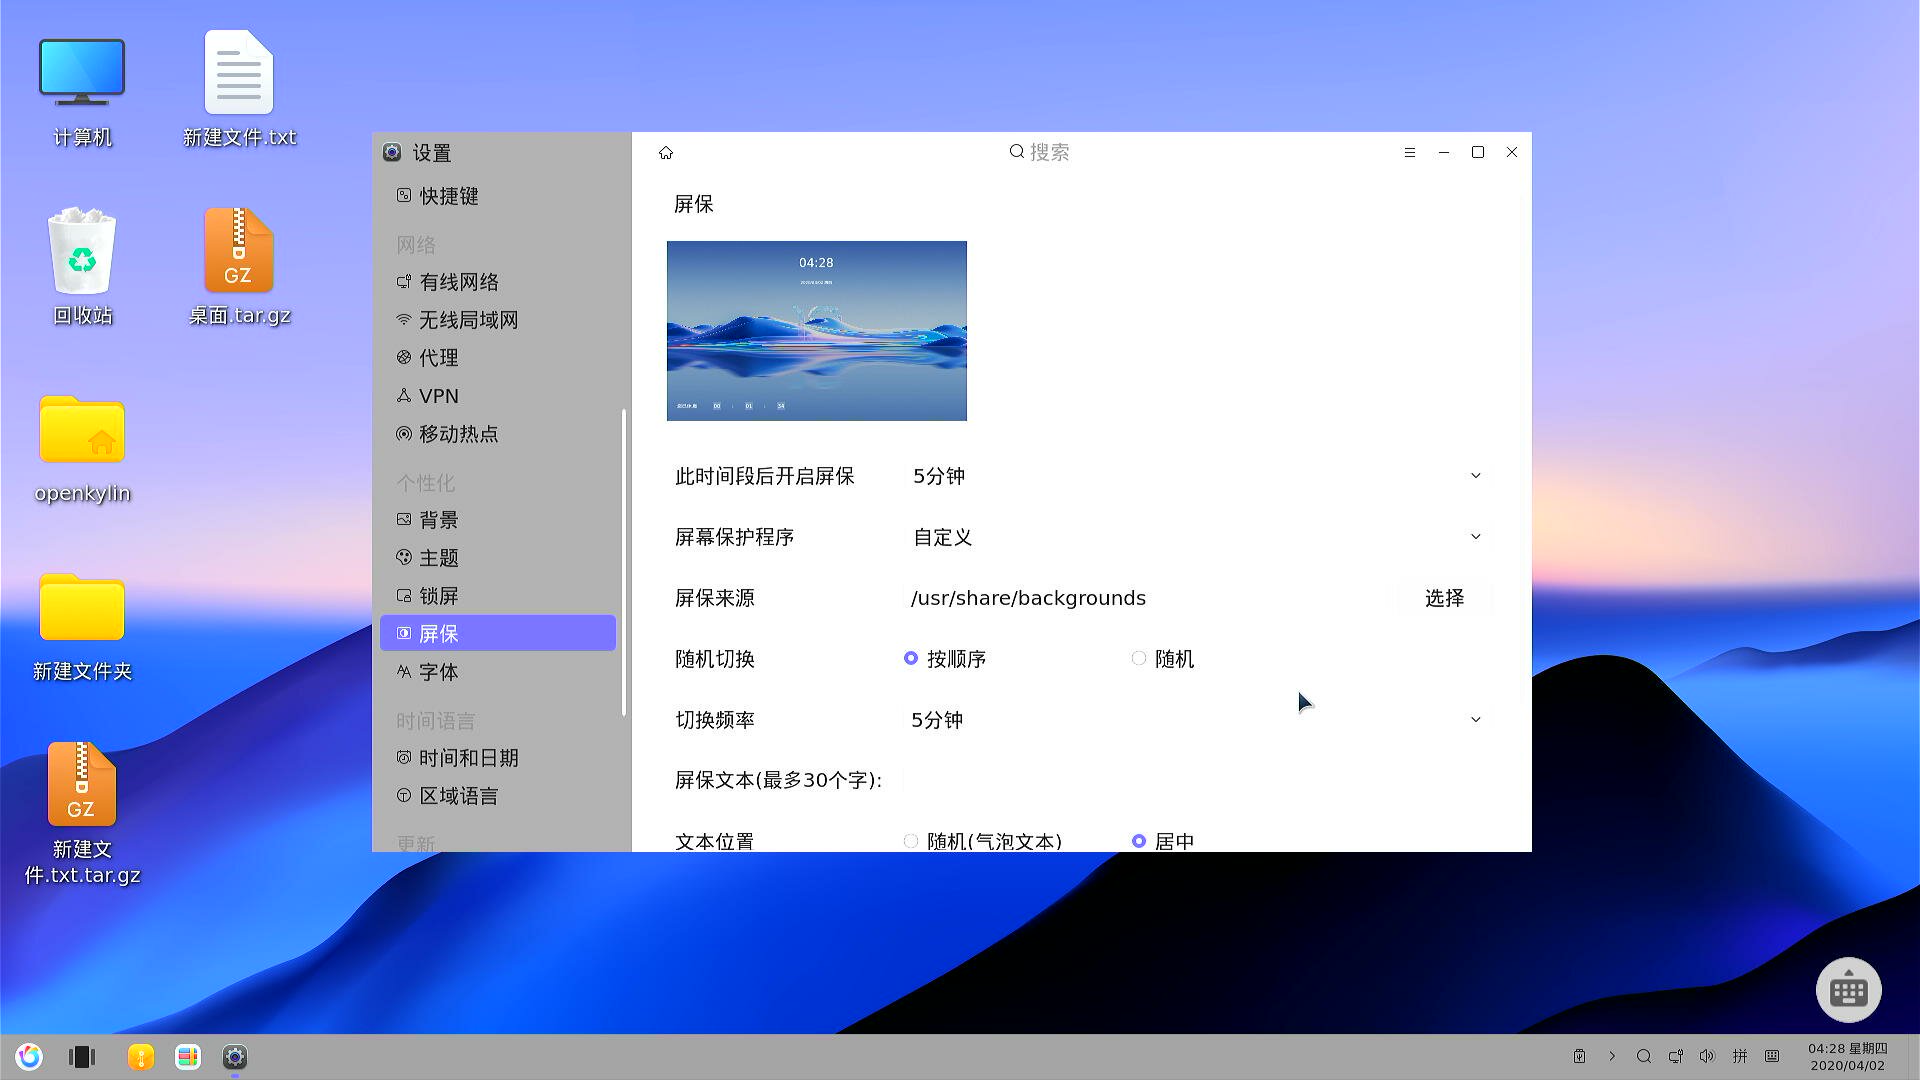 计算机
新建文件.txt
回收站
GZ
桌面.tar.gz
openkylin
新建文件夹
GZ
新建文
件.txt.tar.gz
设置
快捷键
网络
有线网络
无线局域网
代理
VPN
移动热点
个性化
背景
主题
锁屏
屏保
字体
时间语言
时间和日期
区域语言
更新
搜索
屏保
04:28
此时间段后开启屏保 5分钟
屏幕保护程序 自定义
屏保来源 /usr/share/backgrounds 选择
随机切换 按顺序 随机
切换频率 5分钟
屏保文本(最多30个字):
文本位置 随机(气泡文本) 居中
拼
04:28 星期四
2020/04/02